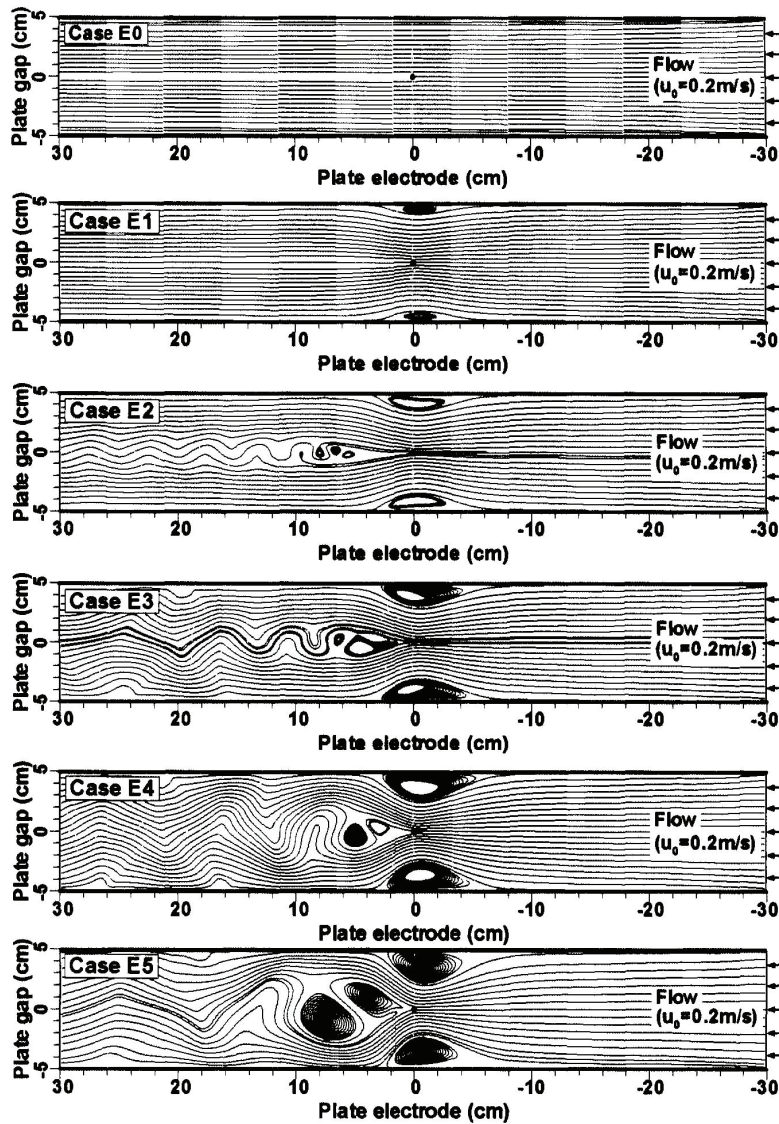 Case E0
Flow
(u₀=0.2m/s)
Plate gap (cm)
5
0
-5
30 20 10 0 -10 -20 -30
Plate electrode (cm)
Case E1
Flow
(u₀=0.2m/s)
Plate gap (cm)
5
0
-5
30 20 10 0 -10 -20 -30
Plate electrode (cm)
Case E2
Flow
(u₀=0.2m/s)
Plate gap (cm)
5
0
-5
30 20 10 0 -10 -20 -30
Plate electrode (cm)
Case E3
Flow
(u₀=0.2m/s)
Plate gap (cm)
5
0
-5
30 20 10 0 -10 -20 -30
Plate electrode (cm)
Case E4
Flow
(u₀=0.2m/s)
Plate gap (cm)
5
0
-5
30 20 10 0 -10 -20 -30
Plate electrode (cm)
Case E5
Flow
(u₀=0.2m/s)
Plate gap (cm)
5
0
-5
30 20 10 0 -10 -20 -30
Plate electrode (cm)